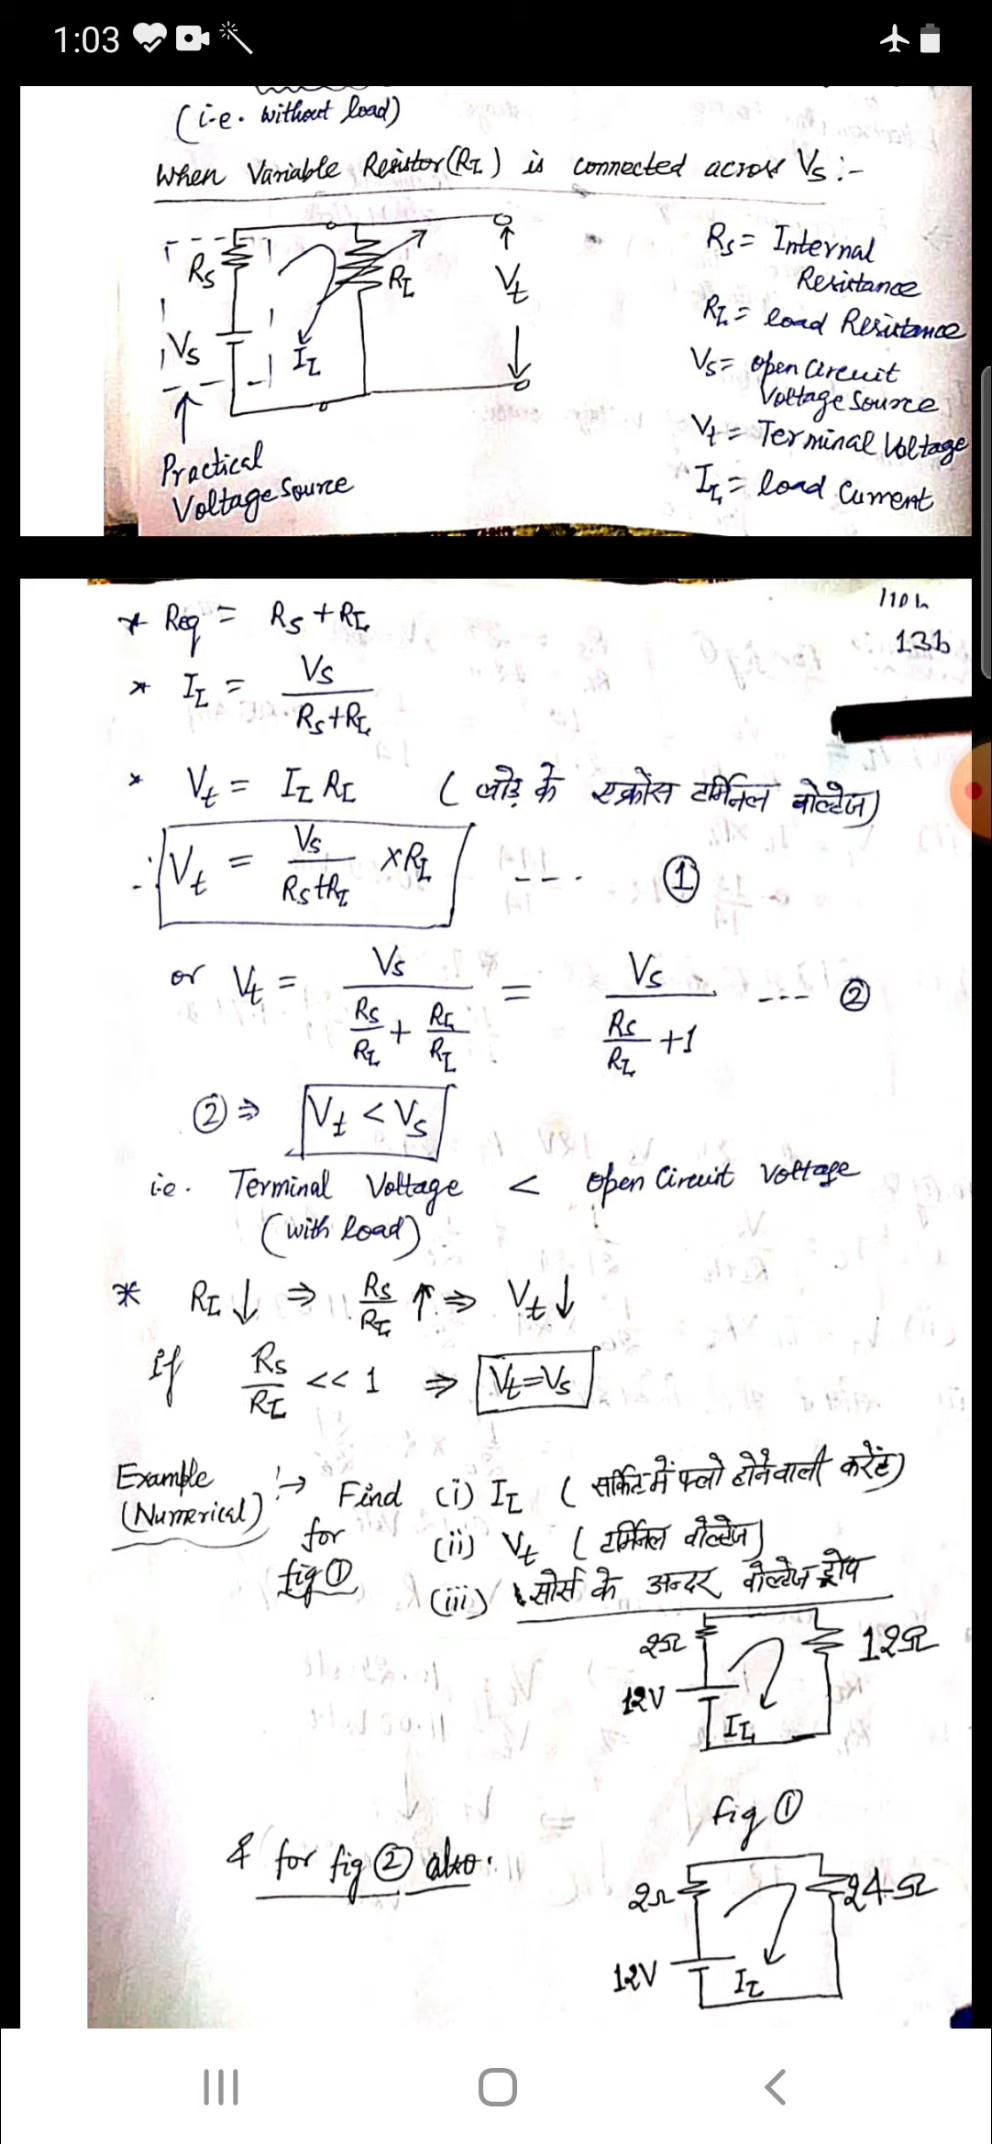 1:03
(i.e. without load)
When Variable Resistor (RL) is connected across Vs :-
Rs
RL
Vt
Vs
IL
Practical
Voltage Source
Rs = Internal
Resistance
RL = load Resistance
Vs = open Circuit
Voltage Source
Vt = Terminal Voltage
IL = load Current
136
* Req = Rs + RL
* IL = Vs / (Rs + RL)
* Vt = IL RL (लोड के एक्रोस टर्मिनल वोल्टेज)
∴ Vt = Vs / (Rs + RL) × RL ---- ①
or Vt = Vs / (Rs/RL + RL/RL) = Vs / (Rs/RL + 1) ---- ②
② ⇒ Vt < Vs
i.e. Terminal Voltage < open Circuit Voltage
(with load)
* RL ↓ ⇒ Rs/RL ↑ ⇒ Vt ↓
if Rs/RL << 1 ⇒ Vt = Vs
Example
(Numerical) :→ Find (i) IL (सर्किट में फ्लो होने वाली करेंट)
for (ii) Vt (टर्मिनल वोल्टेज)
fig ① (iii) सोर्स के अन्दर वोल्टेज ड्रोप
2Ω
12Ω
12V
IL
fig ①
& for fig ② also.
2Ω
24Ω
12V
IL